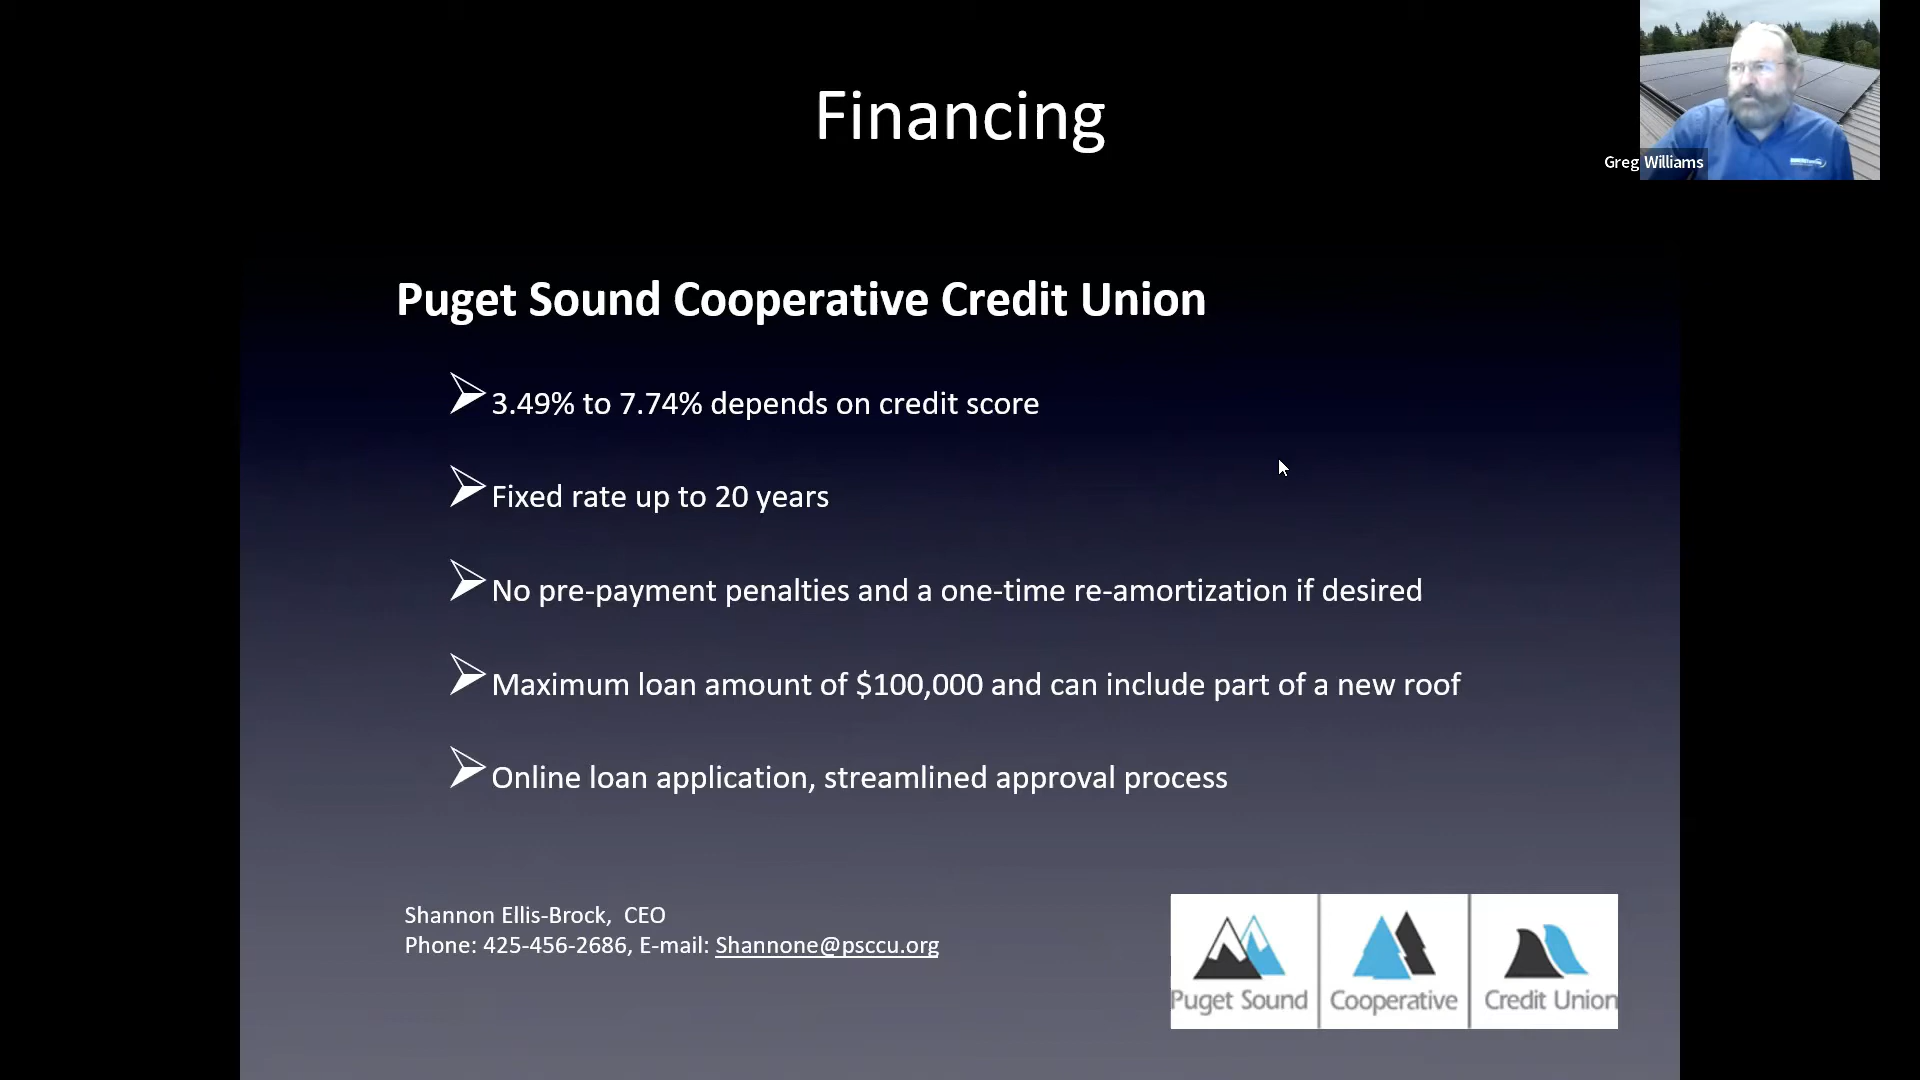 Financing
Greg Williams
Puget Sound Cooperative Credit Union
3.49% to 7.74% depends on credit score
Fixed rate up to 20 years
No pre-payment penalties and a one-time re-amortization if desired
Maximum loan amount of $100,000 and can include part of a new roof
Online loan application, streamlined approval process
Shannon Ellis-Brock, CEO
Phone: 425-456-2686, E-mail: Shannone@psccu.org
Puget Sound Cooperative Credit Union